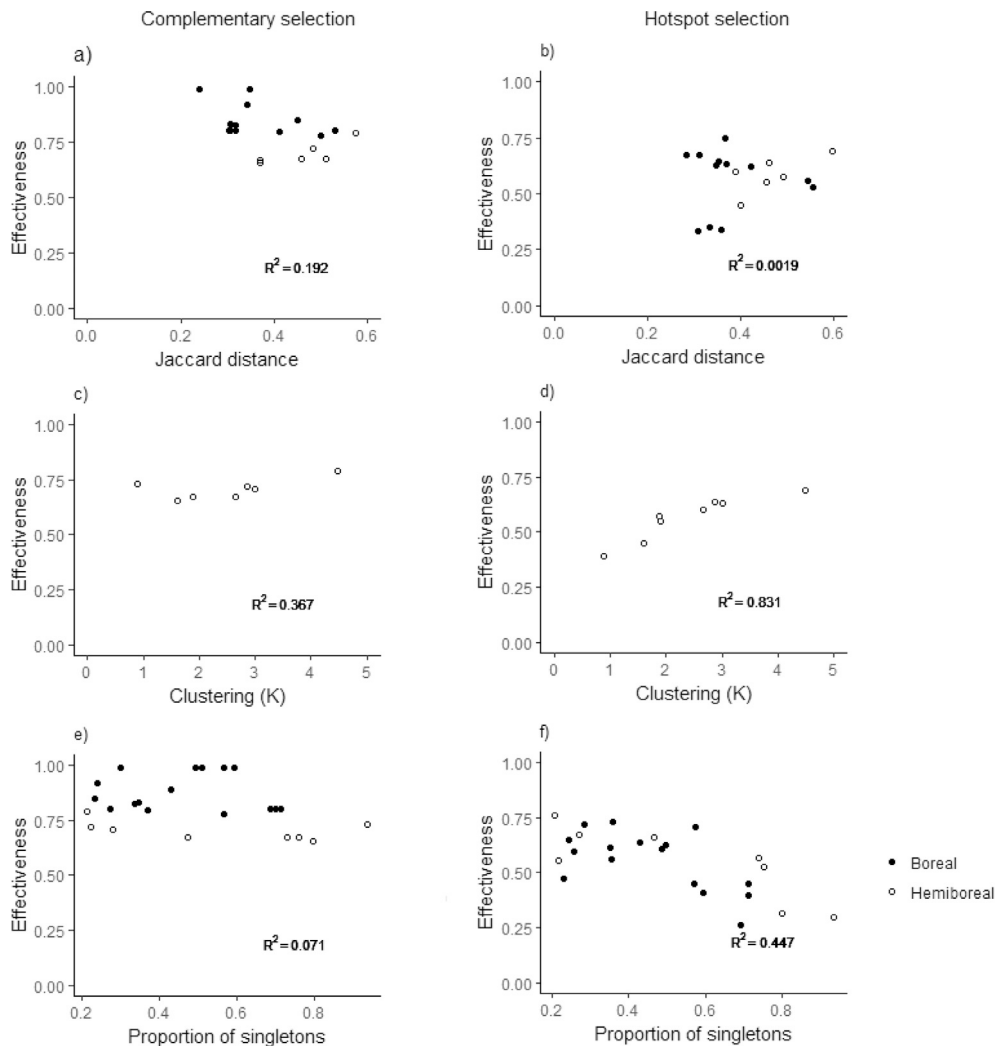 Complementary selection
Hotspot selection
a)
1.00
0.75
0.50
0.25
0.00
Effectiveness
R² = 0.192
0.0 0.2 0.4 0.6
Jaccard distance
b)
1.00
0.75
0.50
0.25
0.00
Effectiveness
R² = 0.0019
0.0 0.2 0.4 0.6
Jaccard distance
c)
1.00
0.75
0.50
0.25
0.00
Effectiveness
R² = 0.367
0 1 2 3 4 5
Clustering (K)
d)
1.00
0.75
0.50
0.25
0.00
Effectiveness
R² = 0.831
0 1 2 3 4 5
Clustering (K)
e)
1.00
0.75
0.50
0.25
0.00
Effectiveness
R² = 0.071
0.2 0.4 0.6 0.8
Proportion of singletons
f)
1.00
0.75
0.50
0.25
0.00
Effectiveness
R² = 0.447
0.2 0.4 0.6 0.8
Proportion of singletons
Boreal
Hemiboreal